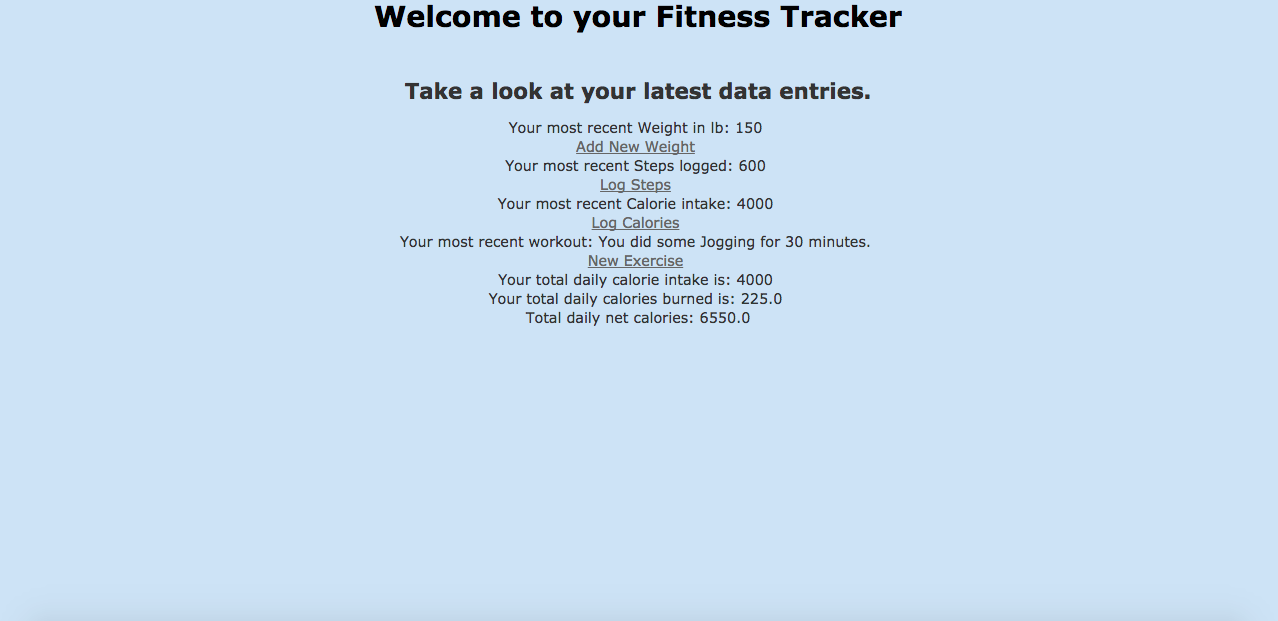 Welcome to your Fitness Tracker
Take a look at your latest data entries.
Your most recent Weight in lb: 150
Add New Weight
Your most recent Steps logged: 600
Log Steps
Your most recent Calorie intake: 4000
Log Calories
Your most recent workout: You did some Jogging for 30 minutes.
New Exercise
Your total daily calorie intake is: 4000
Your total daily calories burned is: 225.0
Total daily net calories: 6550.0